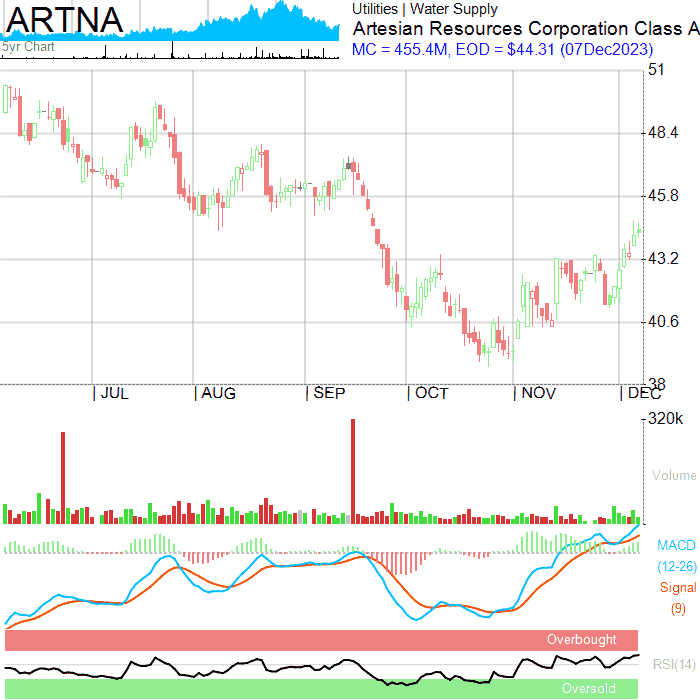 ARTNA
5yr Chart
Utilities | Water Supply
Artesian Resources Corporation Class A
MC = 455.4M, EOD = $44.31 (07Dec2023)
51
48.4
45.8
43.2
42
40.6
38
JUL AUG SEP OCT NOV DEC
320k
Volume
MACD
(12-26)
Signal
(9)
Overbought
RSI(14)
Oversold